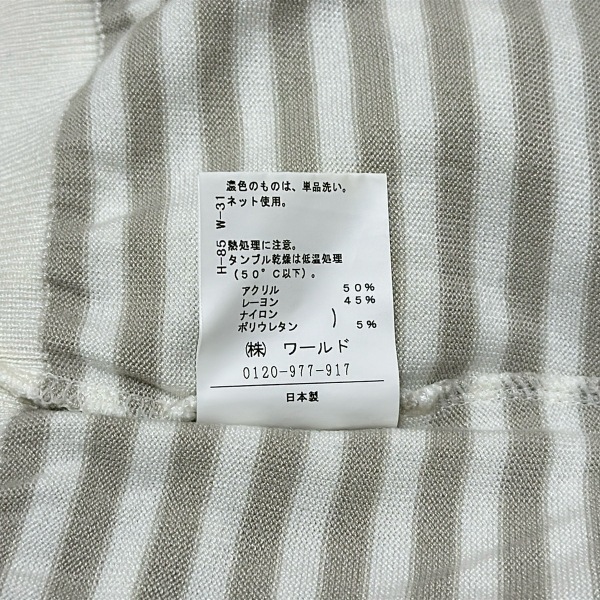 濃色のものは、単品洗い。
ネット使用。
熱処理に注意。
タンブル乾燥は低温処理
(50°C以下)。
アクリル 50%
レーヨン 45%
ナイロン
ポリウレタン ) 5%
㈱ ワールド
0120-977-917
日本製
H-85 W-31